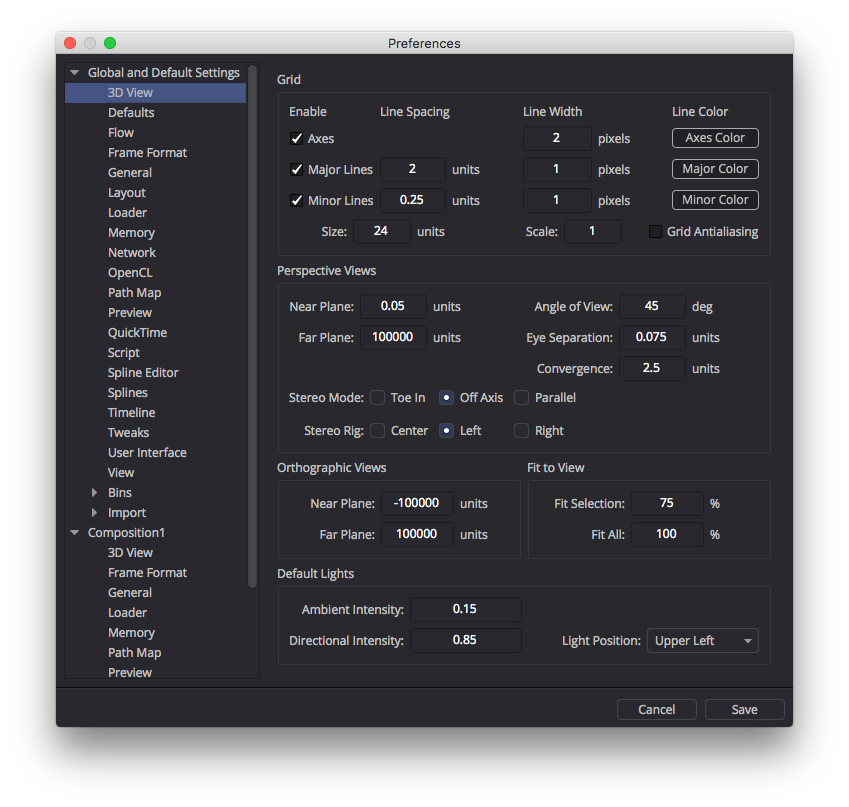 Preferences
Global and Default Settings
3D View
Defaults
Flow
Frame Format
General
Layout
Loader
Memory
Network
OpenCL
Path Map
Preview
QuickTime
Script
Spline Editor
Splines
Timeline
Tweaks
User Interface
View
Bins
Import
Composition1
3D View
Frame Format
General
Loader
Memory
Path Map
Preview
Grid
Enable Line Spacing Line Width Line Color
Axes 2 pixels Axes Color
Major Lines 2 units 1 pixels Major Color
Minor Lines 0.25 units 1 pixels Minor Color
Size: 24 units Scale: 1 Grid Antialiasing
Perspective Views
Near Plane: 0.05 units Angle of View: 45 deg
Far Plane: 100000 units Eye Separation: 0.075 units
Convergence: 2.5 units
Stereo Mode: Toe In Off Axis Parallel
Stereo Rig: Center Left Right
Orthographic Views
Near Plane: -100000 units
Far Plane: 100000 units
Fit to View
Fit Selection: 75 %
Fit All: 100 %
Default Lights
Ambient Intensity: 0.15
Directional Intensity: 0.85 Light Position: Upper Left
Cancel Save